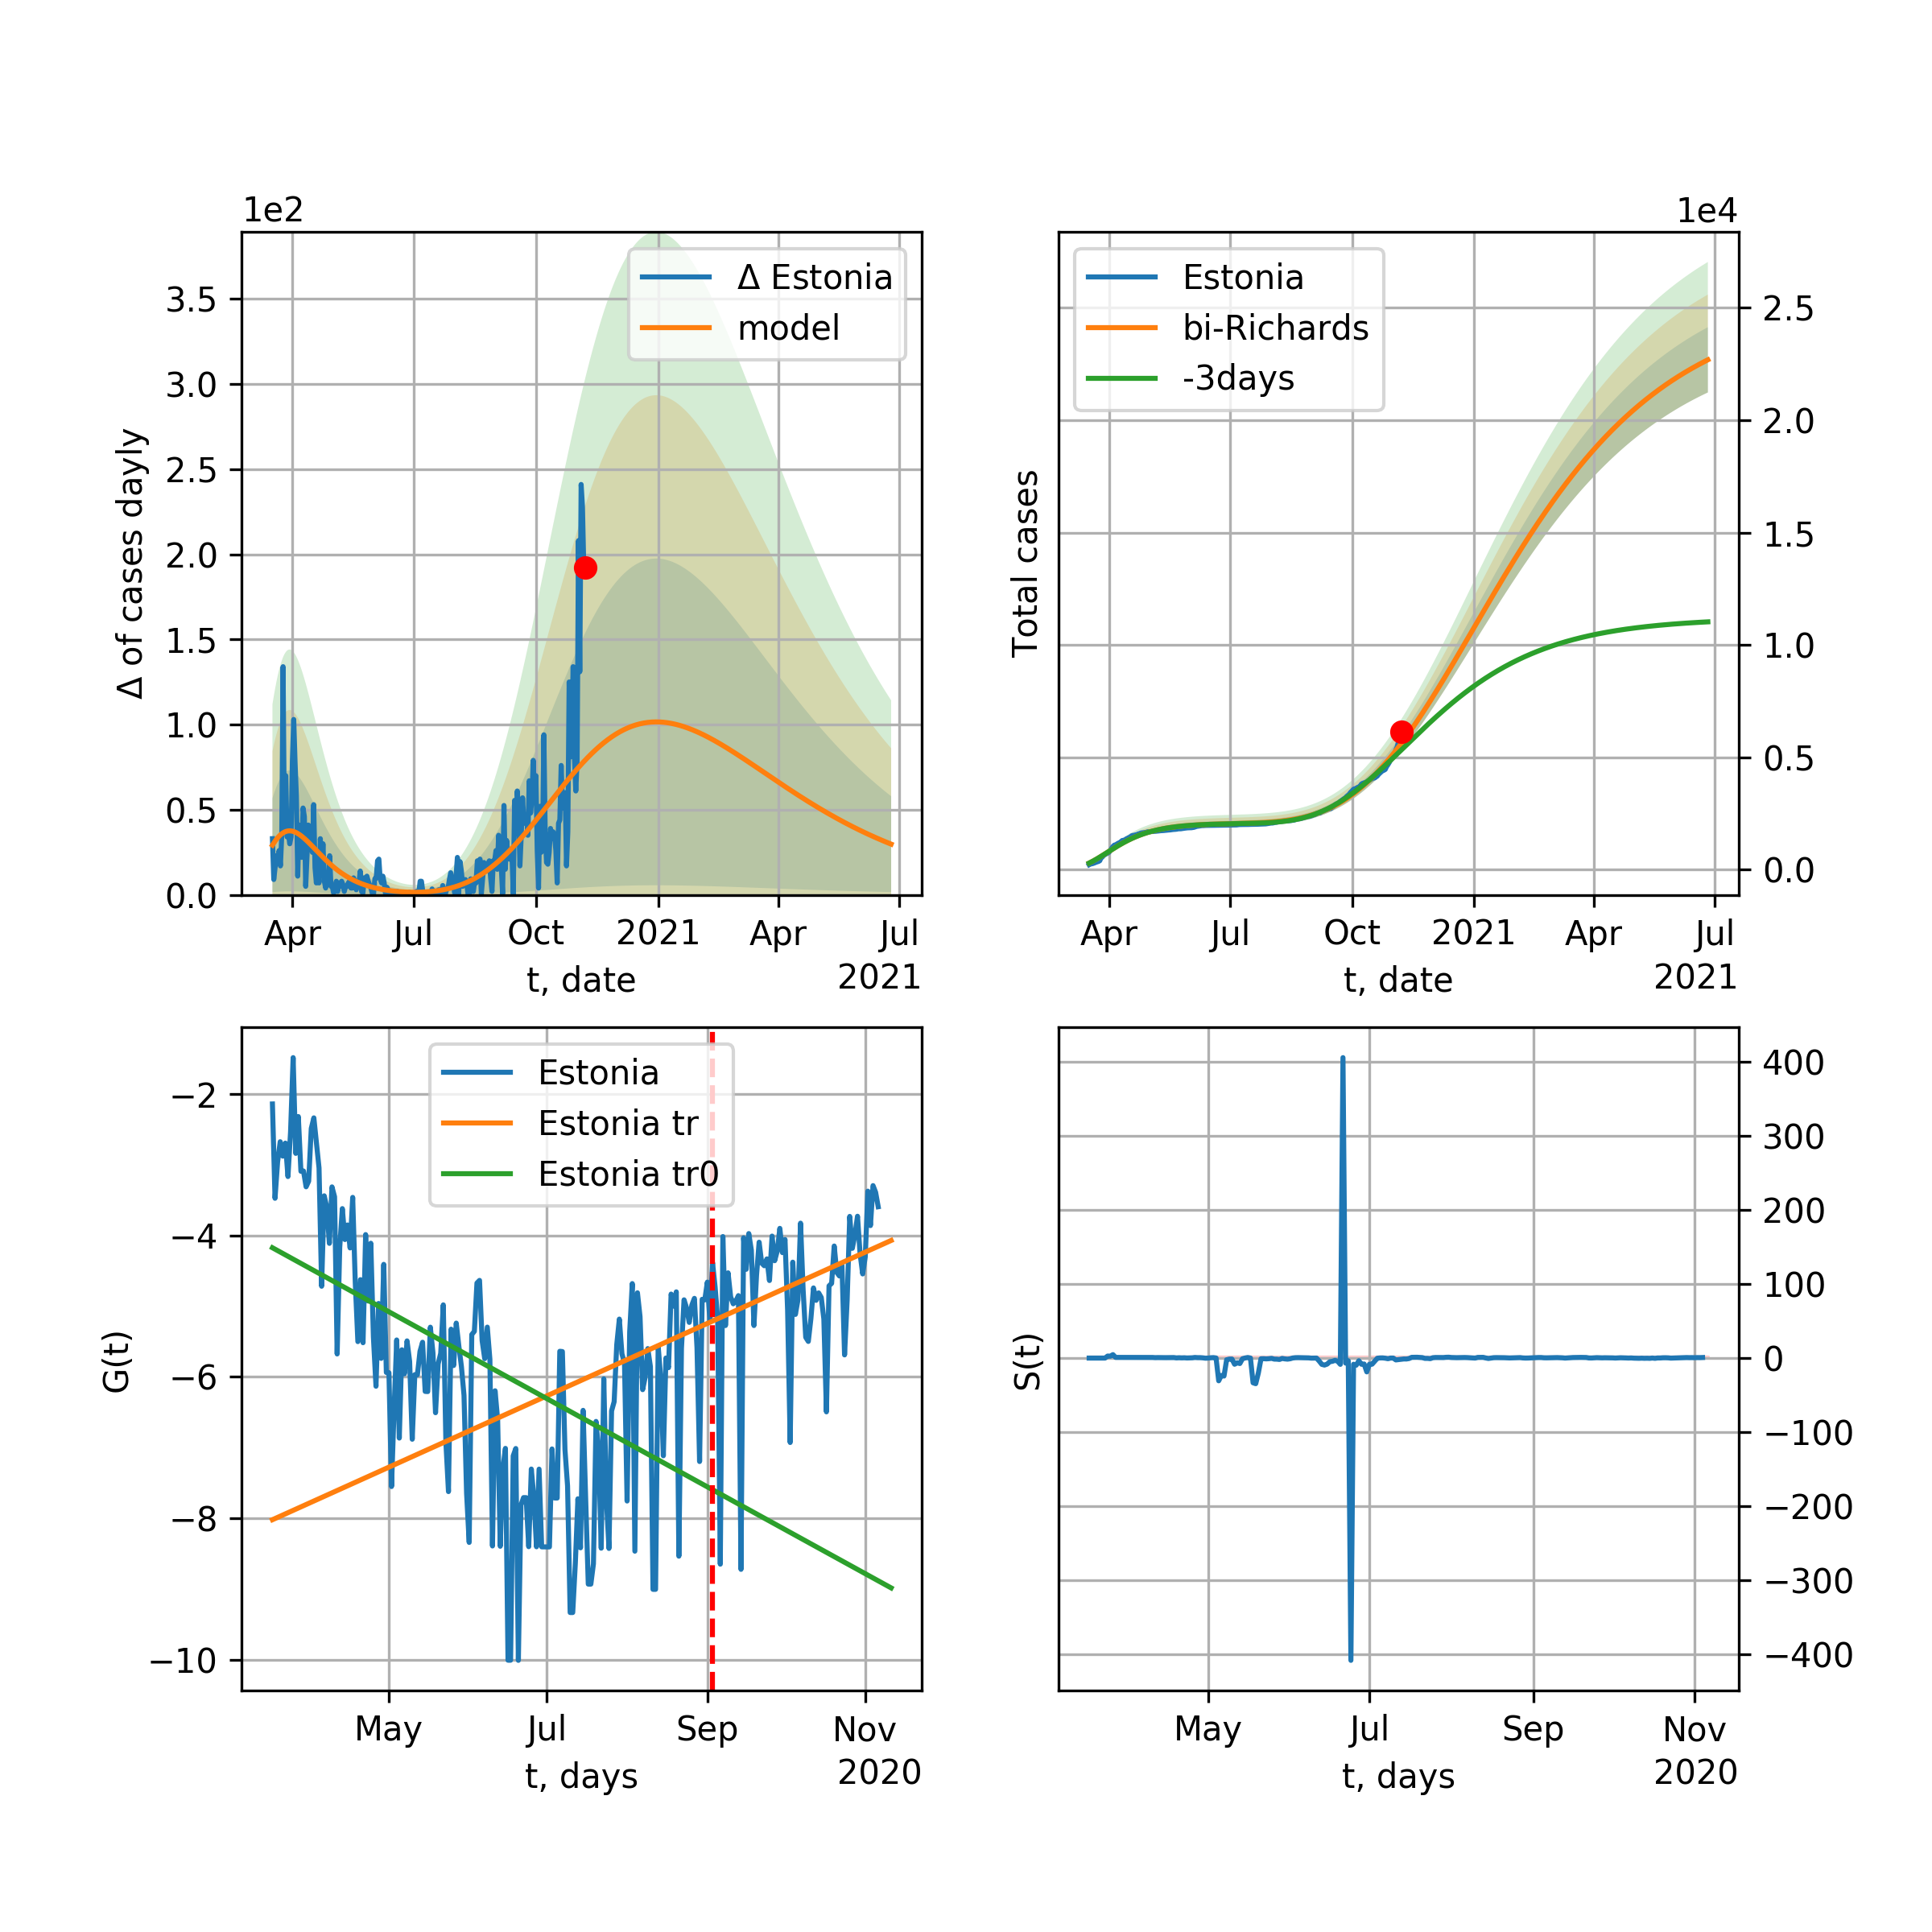 1e2
Δ Estonia
model
3.5
3.0
2.5
2.0
1.5
1.0
0.5
0.0
Δ of cases dayly
Apr Jul Oct 2021 Apr Jul
2021
t, date
1e4
Estonia
bi-Richards
-3days
2.5
2.0
1.5
1.0
0.5
0.0
Total cases
Apr Jul Oct 2021 Apr Jul
2021
t, date
Estonia
Estonia tr
Estonia tr0
−2
−4
−6
−8
−10
G(t)
May Jul Sep Nov
2020
t, days
400
300
200
100
0
−100
−200
−300
−400
S(t)
May Jul Sep Nov
2020
t, days